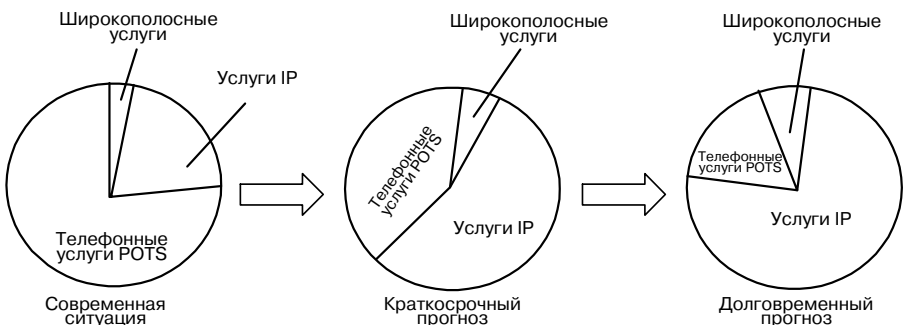 Широкополосные
услуги
Услуги IP
Телефонные
услуги POTS
Современная
ситуация
Широкополосные
услуги
Телефонные
услуги POTS
Услуги IP
Краткосрочный
прогноз
Широкополосные
услуги
Телефонные
услуги POTS
Услуги IP
Долговременный
прогноз